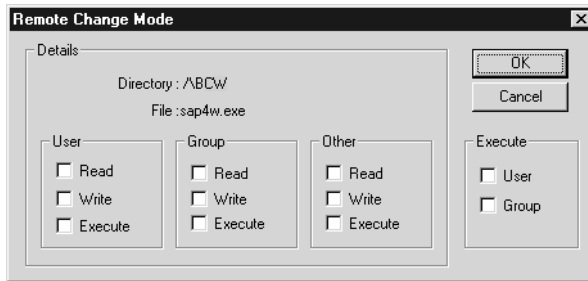 Remote Change Mode
Details
Directory : /\BCW
File :sap4w.exe
OK
Cancel
User
Read
Write
Execute
Group
Read
Write
Execute
Other
Read
Write
Execute
Execute
User
Group